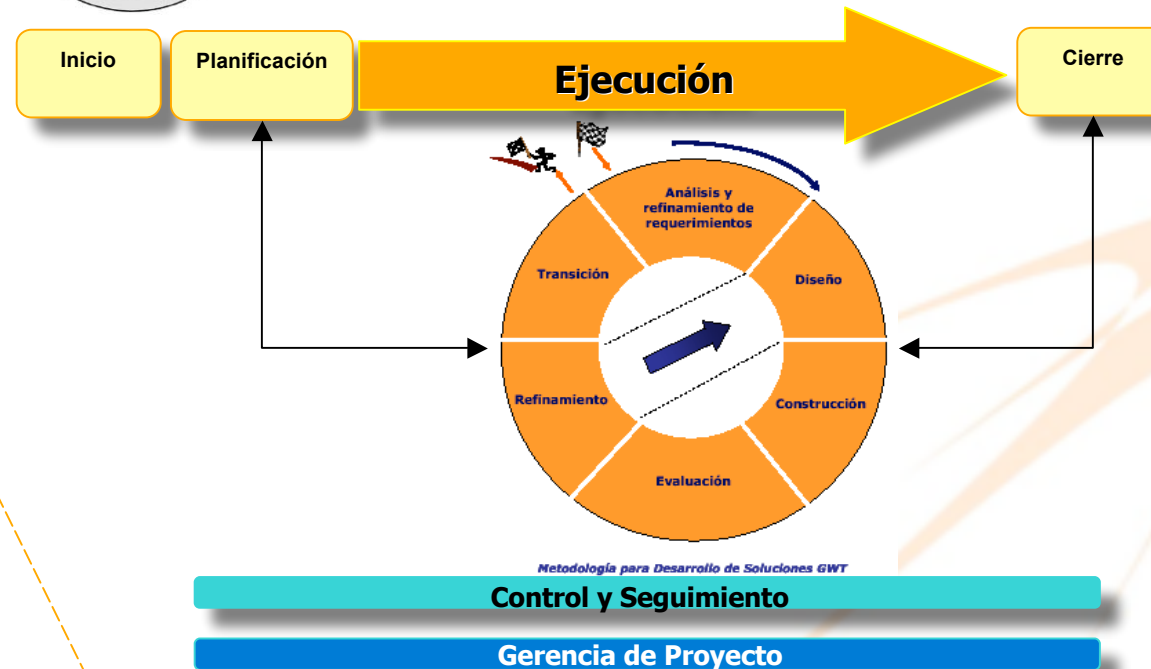 Inicio
Planificación
Ejecución
Cierre
Análisis y
refinamiento de
requerimientos
Transición
Diseño
Refinamiento
Construcción
Evaluación
Metodología para Desarrollo de Soluciones GWT
Control y Seguimiento
Gerencia de Proyecto